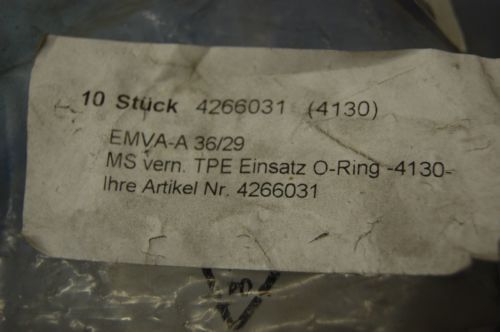 10 Stück 4266031 (4130)
EMVA-A 36/29
MS vern. TPE Einsatz O-Ring -4130-
Ihre Artikel Nr. 4266031